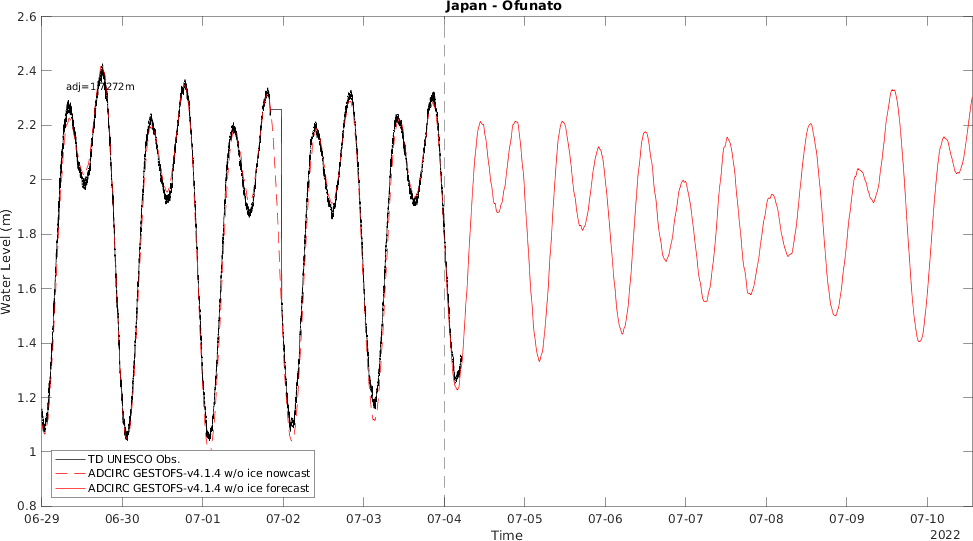 Japan - Ofunato
2.6
2.4
2.2
2
1.8
1.6
1.4
1.2
1
0.8
Water Level (m)
adj=1.7272m
TD UNESCO Obs.
ADCIRC GESTOFS-v4.1.4 w/o ice nowcast
ADCIRC GESTOFS-v4.1.4 w/o ice forecast
06-29 06-30 07-01 07-02 07-03 07-04 07-05 07-06 07-07 07-08 07-09 07-10
Time
2022